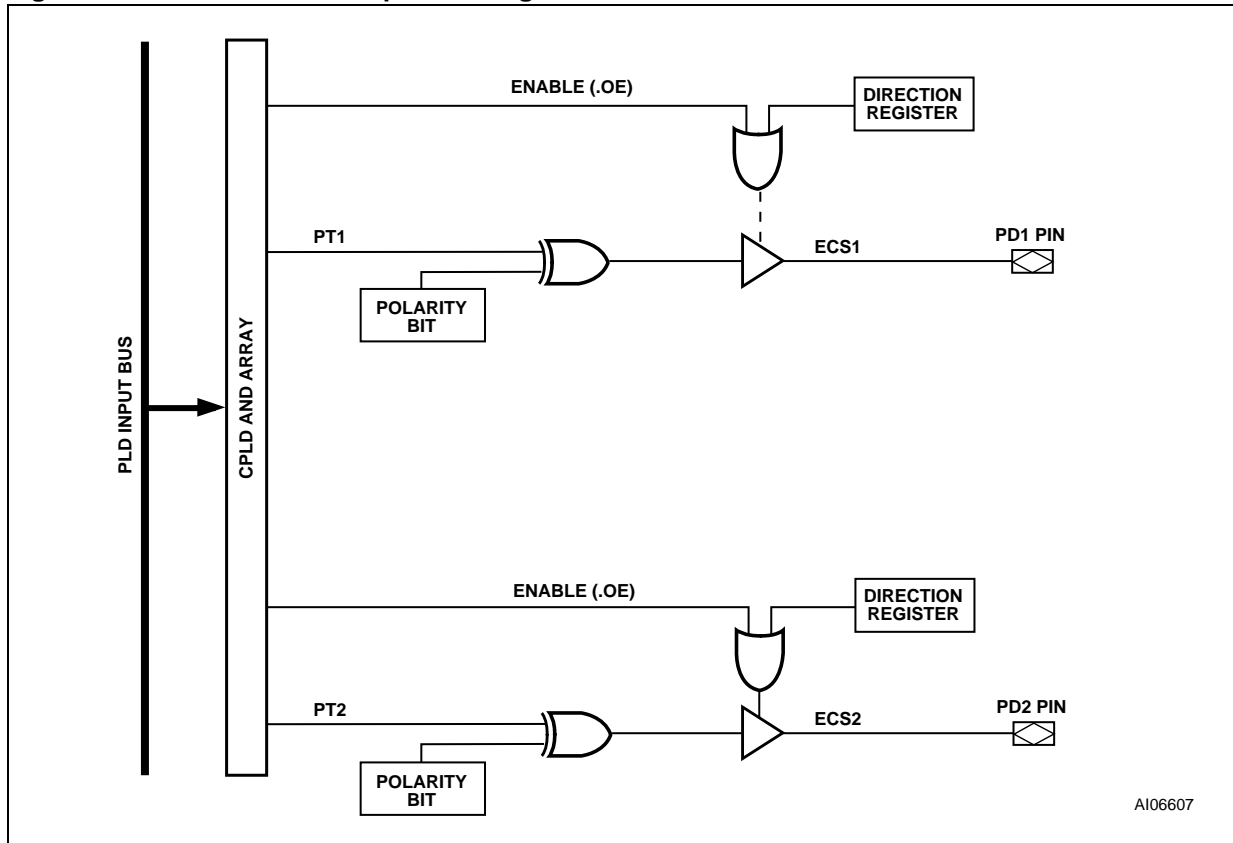 ENABLE (.OE)
DIRECTION
REGISTER
PT1
ECS1
PD1 PIN
POLARITY
BIT
PLD INPUT BUS
CPLD AND ARRAY
ENABLE (.OE)
DIRECTION
REGISTER
PT2
ECS2
PD2 PIN
POLARITY
BIT
AI06607